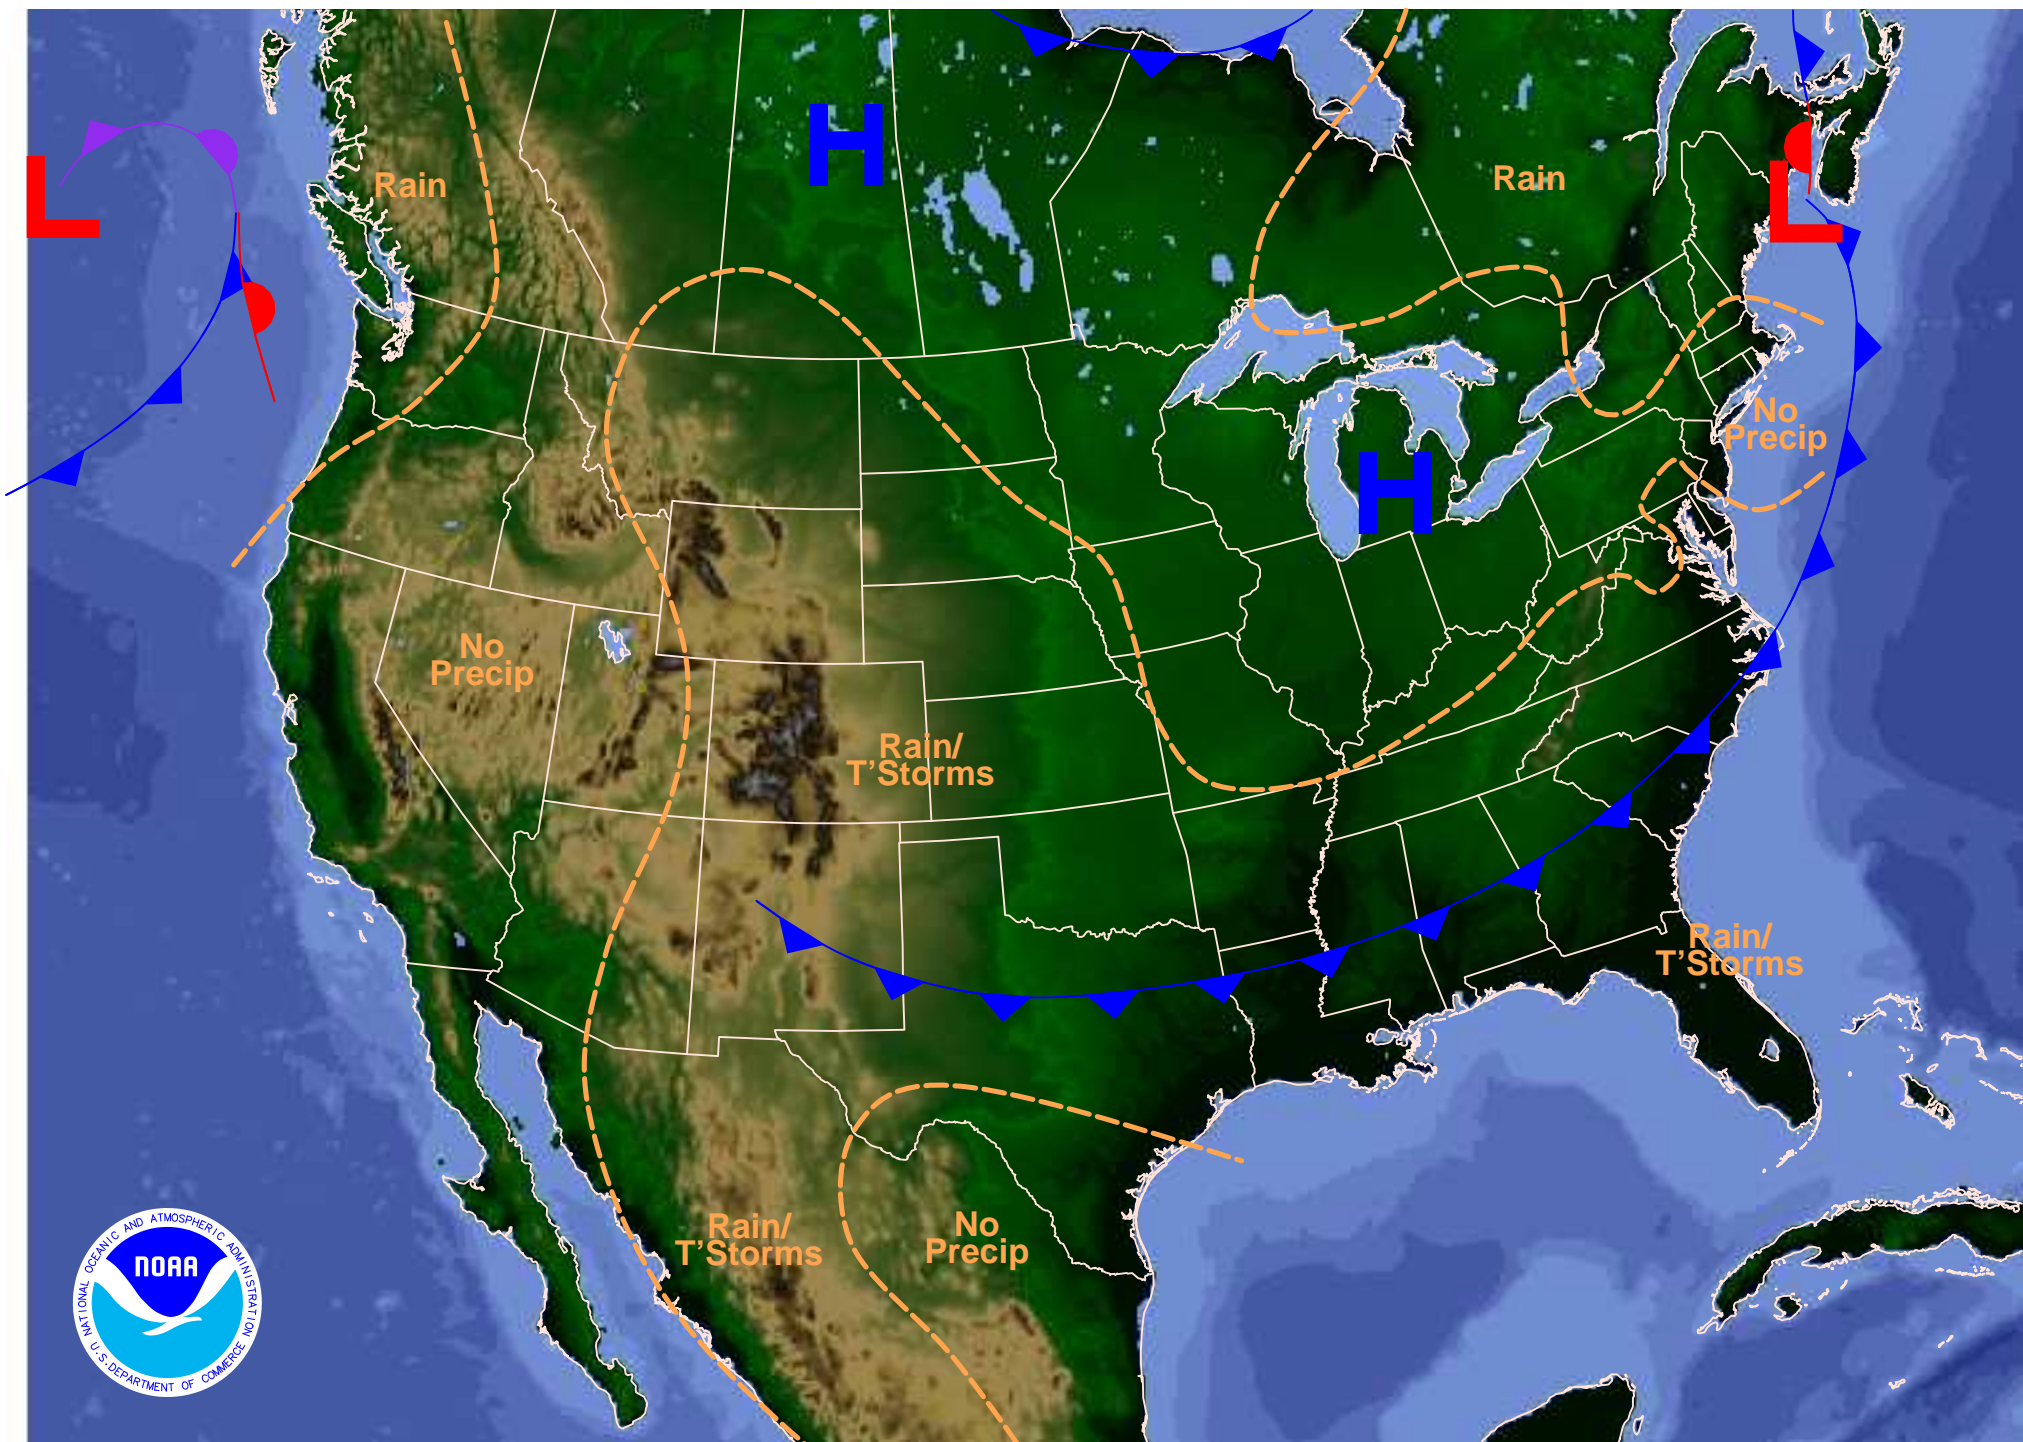 H
L
Rain
Rain
L
No
Precip
H
No
Precip
Rain/
T'Storms
Rain/
T'Storms
Rain/
T'Storms
No
Precip
NATIONAL OCEANIC AND ATMOSPHERIC ADMINISTRATION
NOAA
U.S. DEPARTMENT OF COMMERCE